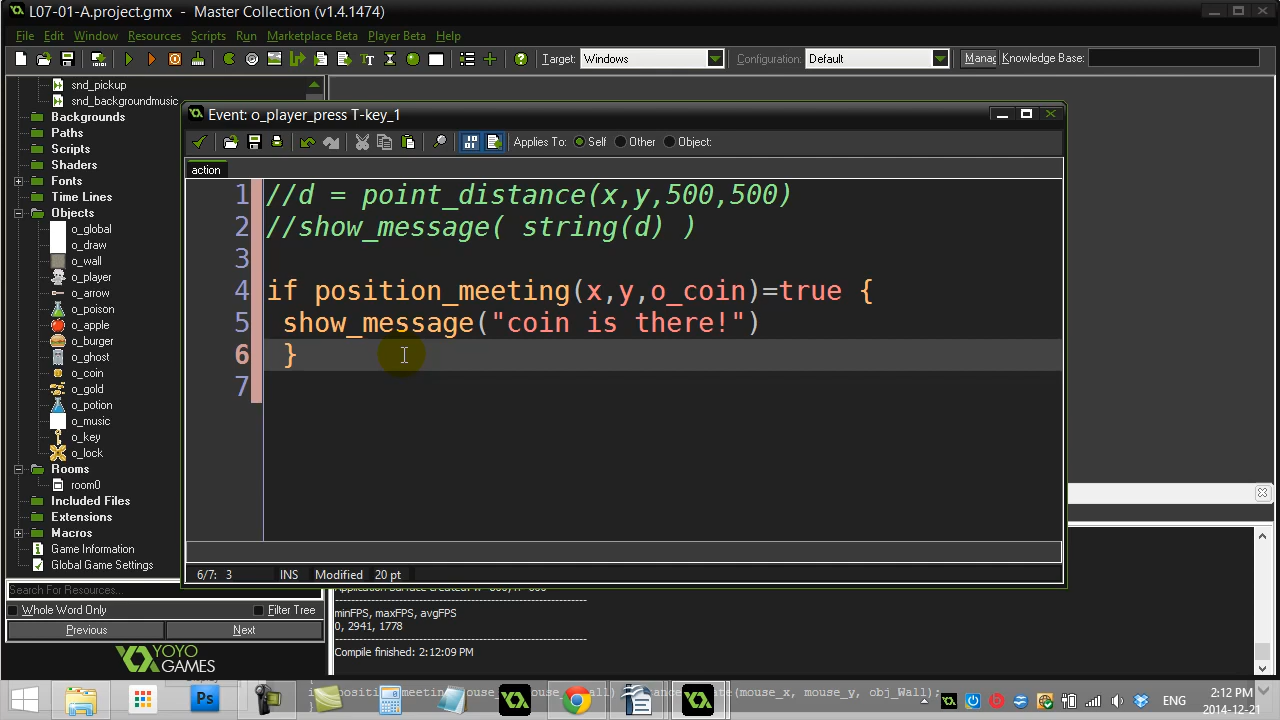 L07-01-A.project.gmx - Master Collection (v1.4.1474)
File Edit Window Resources Scripts Run Marketplace Beta Player Beta Help
Target: Windows Configuration: Default Manag Knowledge Base:
snd_pickup
snd_backgroundmusic
Backgrounds
Paths
Scripts
Shaders
Fonts
Time Lines
Objects
o_global
o_draw
o_wall
o_player
o_arrow
o_poison
o_apple
o_burger
o_ghost
o_coin
o_gold
o_potion
o_music
o_key
o_lock
Rooms
room0
Included Files
Extensions
Macros
Game Information
Global Game Settings
Search For Resources...
Whole Word Only Filter Tree
Previous Next
YOYO
GAMES
Event: o_player_press T-key_1
Applies To: Self Other Object:
action
1 //d = point_distance(x,y,500,500)
2 //show_message( string(d) )
3
4 if position_meeting(x,y,o_coin)=true {
5 show_message("coin is there!")
6 }
7
6/7: 3 INS Modified 20 pt
minFPS, maxFPS, avgFPS
0, 2941, 1778
Compile finished: 2:12:09 PM
Ps
ENG
2:12 PM
2014-12-21